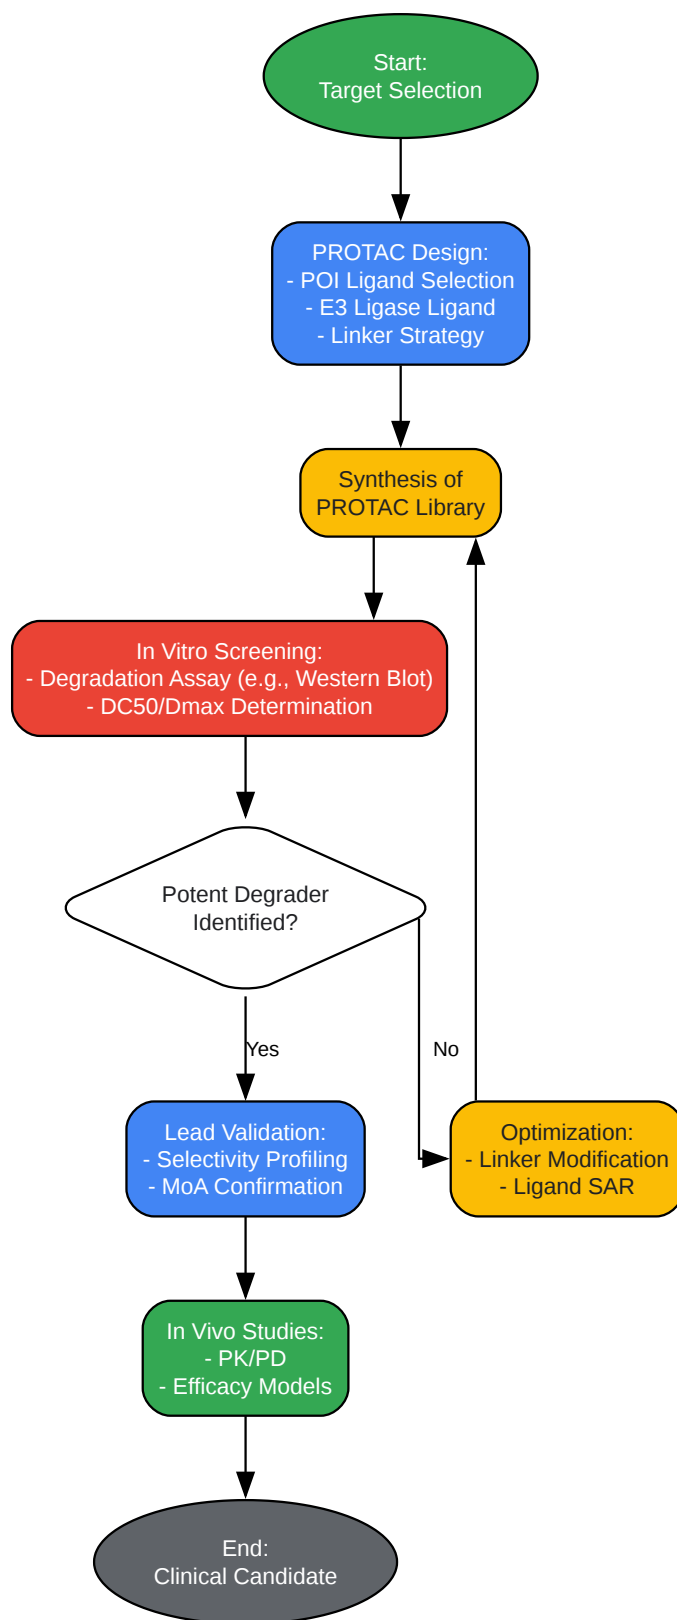 Start:
Target Selection
PROTAC Design:
- POI Ligand Selection
- E3 Ligase Ligand
- Linker Strategy
Synthesis of
PROTAC Library
In Vitro Screening:
- Degradation Assay (e.g., Western Blot)
- DC50/Dmax Determination
Potent Degrader
Identified?
Yes
No
Lead Validation:
- Selectivity Profiling
- MoA Confirmation
Optimization:
- Linker Modification
- Ligand SAR
In Vivo Studies:
- PK/PD
- Efficacy Models
End:
Clinical Candidate